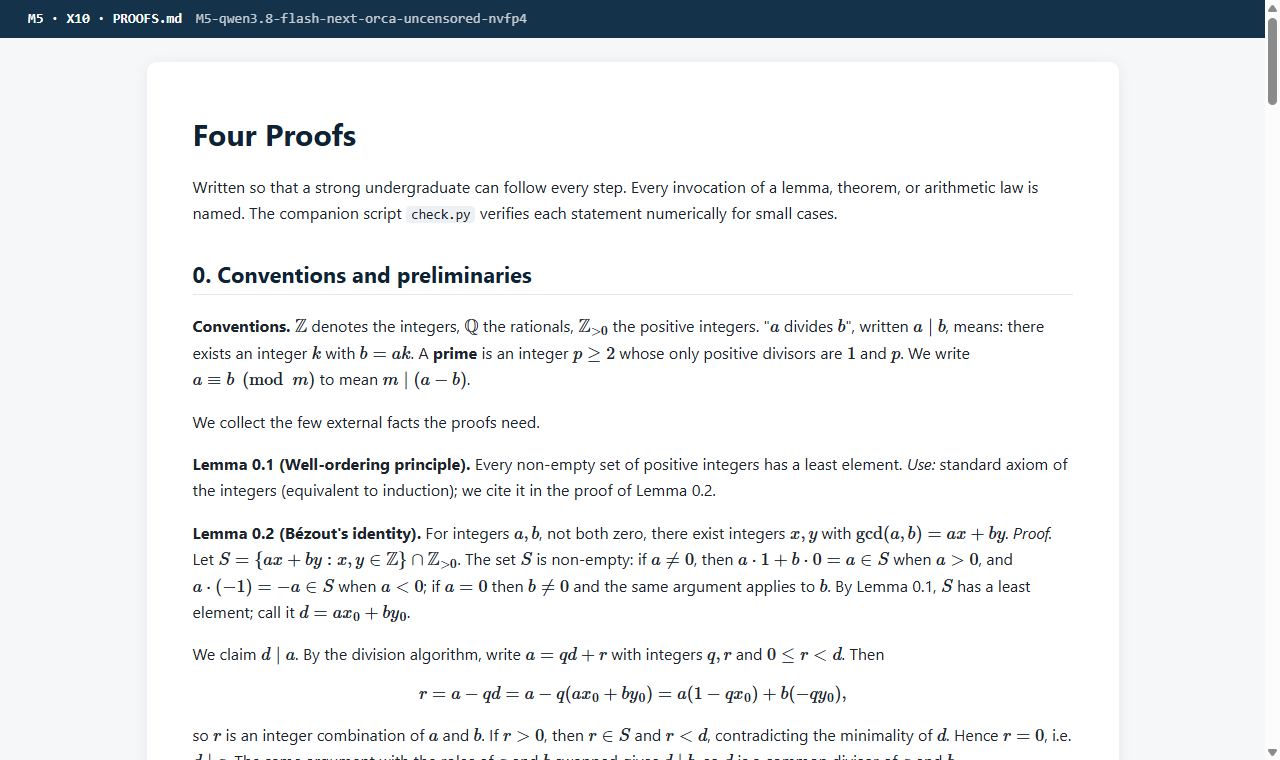 M5 • X10 • PROOFS.md M5-qwen3.8-flash-next-orca-uncensored-nvfp4
Four Proofs
Written so that a strong undergraduate can follow every step. Every invocation of a lemma, theorem, or arithmetic law is
named. The companion script check.py verifies each statement numerically for small cases.
0. Conventions and preliminaries
Conventions. ℤ denotes the integers, ℚ the rationals, ℤ>0 the positive integers. "a divides b", written a ∣ b, means: there
exists an integer k with b = ak. A prime is an integer p ≥ 2 whose only positive divisors are 1 and p. We write
a ≡ b (mod m) to mean m ∣ (a − b).
We collect the few external facts the proofs need.
Lemma 0.1 (Well-ordering principle). Every non-empty set of positive integers has a least element. Use: standard axiom of
the integers (equivalent to induction); we cite it in the proof of Lemma 0.2.
Lemma 0.2 (Bézout's identity). For integers a, b, not both zero, there exist integers x, y with gcd(a, b) = ax + by. Proof.
Let S = {ax + by : x, y ∈ ℤ} ∩ ℤ>0. The set S is non-empty: if a ≠ 0, then a · 1 + b · 0 = a ∈ S when a > 0, and
a · (−1) = −a ∈ S when a < 0; if a = 0 then b ≠ 0 and the same argument applies to b. By Lemma 0.1, S has a least
element; call it d = ax₀ + by₀.
We claim d ∣ a. By the division algorithm, write a = qd + r with integers q, r and 0 ≤ r < d. Then
r = a − qd = a − q(ax₀ + by₀) = a(1 − qx₀) + b(−qy₀),
so r is an integer combination of a and b. If r > 0, then r ∈ S and r < d, contradicting the minimality of d. Hence r = 0, i.e.